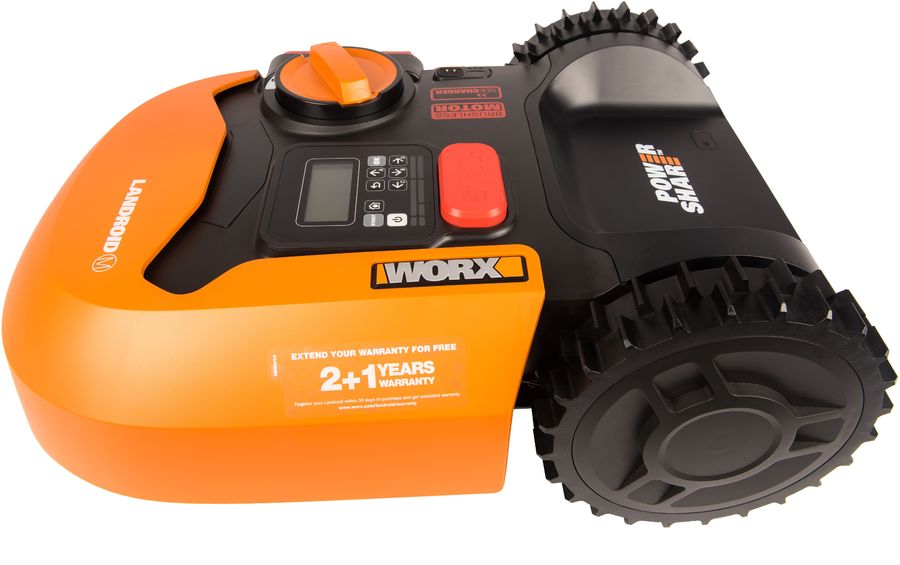 LANDROID M
BRUSHLESS
MOTOR
CHARGER
STOP
POWER
SHARE
WORX
EXTEND YOUR WARRANTY FOR FREE
2+1 YEARS
WARRANTY
Register your Landroid within 30 days of purchase and get extended warranty
www.worx.com/landroid/warranty